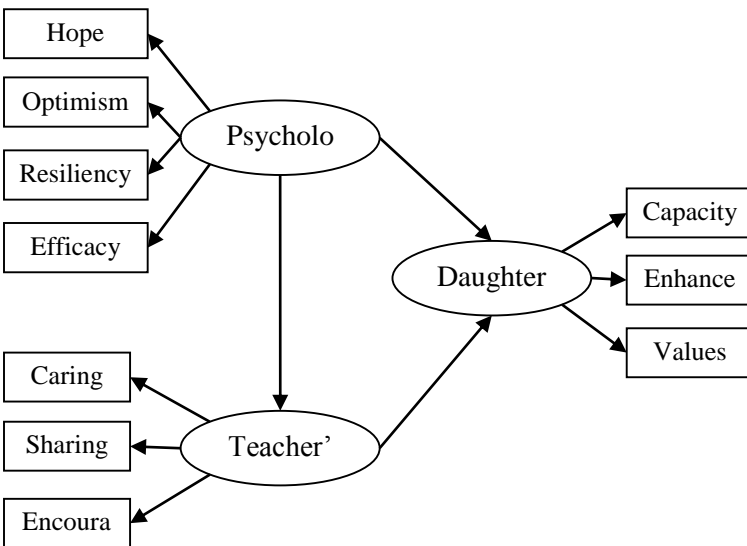 Hope
Optimism
Resiliency
Efficacy
Psycholo
Capacity
Daughter
Enhance
Values
Caring
Sharing
Encoura
Teacher’